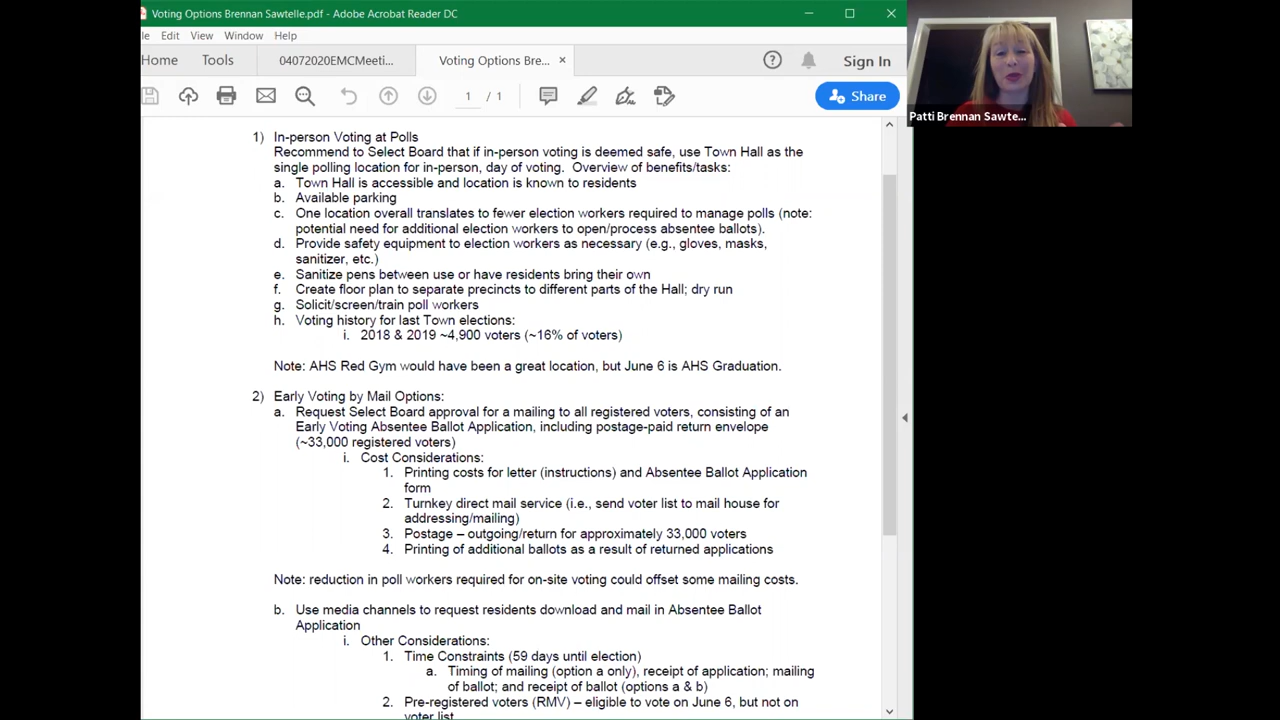 Voting Options Brennan Sawtelle.pdf - Adobe Acrobat Reader DC
le Edit View Window Help
Home Tools 04072020EMCMeeti... Voting Options Bre... × Sign In
1 / 1 Share
Patti Brennan Sawte...
1) In-person Voting at Polls
Recommend to Select Board that if in-person voting is deemed safe, use Town Hall as the
single polling location for in-person, day of voting. Overview of benefits/tasks:
a. Town Hall is accessible and location is known to residents
b. Available parking
c. One location overall translates to fewer election workers required to manage polls (note:
potential need for additional election workers to open/process absentee ballots).
d. Provide safety equipment to election workers as necessary (e.g., gloves, masks,
sanitizer, etc.)
e. Sanitize pens between use or have residents bring their own
f. Create floor plan to separate precincts to different parts of the Hall; dry run
g. Solicit/screen/train poll workers
h. Voting history for last Town elections:
i. 2018 & 2019 ~4,900 voters (~16% of voters)
Note: AHS Red Gym would have been a great location, but June 6 is AHS Graduation.
2) Early Voting by Mail Options:
a. Request Select Board approval for a mailing to all registered voters, consisting of an
Early Voting Absentee Ballot Application, including postage-paid return envelope
(~33,000 registered voters)
i. Cost Considerations:
1. Printing costs for letter (instructions) and Absentee Ballot Application
form
2. Turnkey direct mail service (i.e., send voter list to mail house for
addressing/mailing)
3. Postage – outgoing/return for approximately 33,000 voters
4. Printing of additional ballots as a result of returned applications
Note: reduction in poll workers required for on-site voting could offset some mailing costs.
b. Use media channels to request residents download and mail in Absentee Ballot
Application
i. Other Considerations:
1. Time Constraints (59 days until election)
a. Timing of mailing (option a only), receipt of application; mailing
of ballot; and receipt of ballot (options a & b)
2. Pre-registered voters (RMV) – eligible to vote on June 6, but not on
voter list